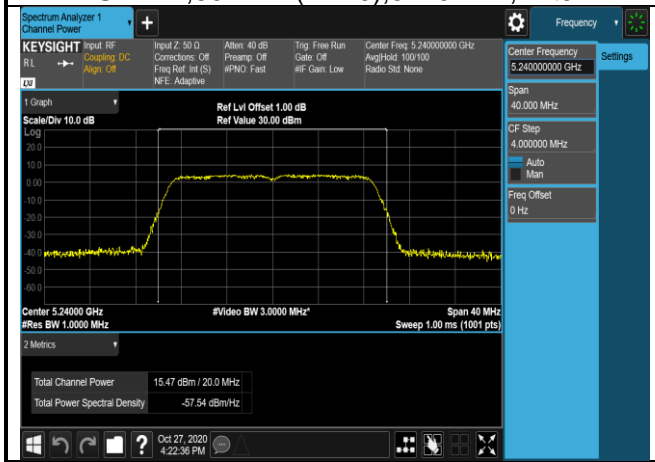 Spectrum Analyzer 1
Channel Power
+
Frequency
KEYSIGHT
Input: RF
Coupling: DC
Align: Off
RL
LXI
Input Z: 50 Ω
Corrections: Off
Freq Ref: Int (S)
NFE: Adaptive
Atten: 40 dB
Preamp: Off
#PNO: Fast
Trig: Free Run
Gate: Off
#IF Gain: Low
Center Freq: 5.240000000 GHz
Avg|Hold: 100/100
Radio Std: None
Center Frequency
5.240000000 GHz
Settings
Span
40.000 MHz
CF Step
4.000000 MHz
Auto
Man
Freq Offset
0 Hz
1 Graph
Scale/Div 10.0 dB
Ref Lvl Offset 1.00 dB
Ref Value 30.00 dBm
Log
20.0
10.0
0.00
-10.0
-20.0
-30.0
-40.0
-50.0
-60.0
Center 5.24000 GHz
#Video BW 3.0000 MHz*
Span 40 MHz
#Res BW 1.0000 MHz
Sweep 1.00 ms (1001 pts)
2 Metrics
Total Channel Power 15.47 dBm / 20.0 MHz
Total Power Spectral Density -57.54 dBm/Hz
?
Oct 27, 2020
4:22:36 PM